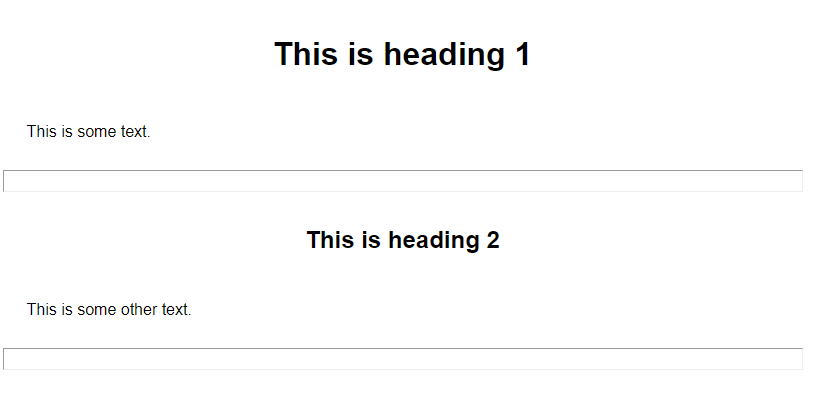 This is heading 1
This is some text.
This is heading 2
This is some other text.